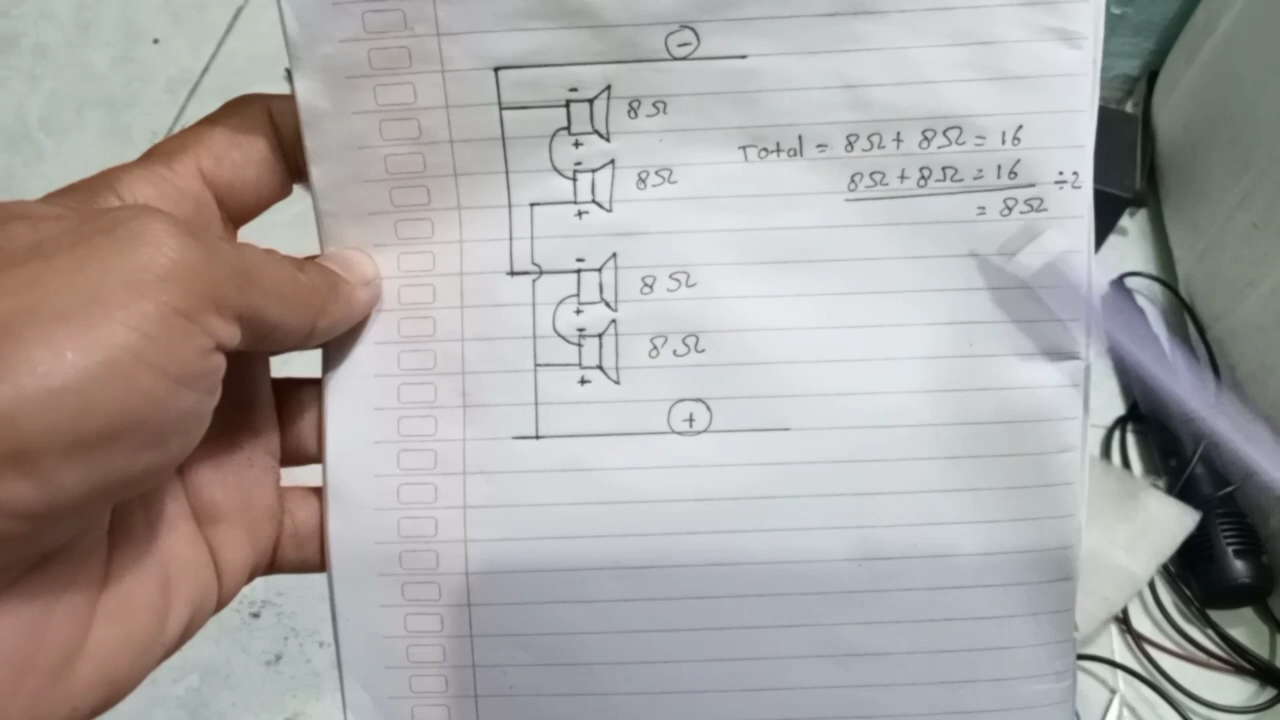 ⊖
-
8Ω
+
-
8Ω
+
Total = 8Ω + 8Ω = 16
8Ω + 8Ω = 16 ÷2
= 8Ω
-
8Ω
+
-
8Ω
+
⊕